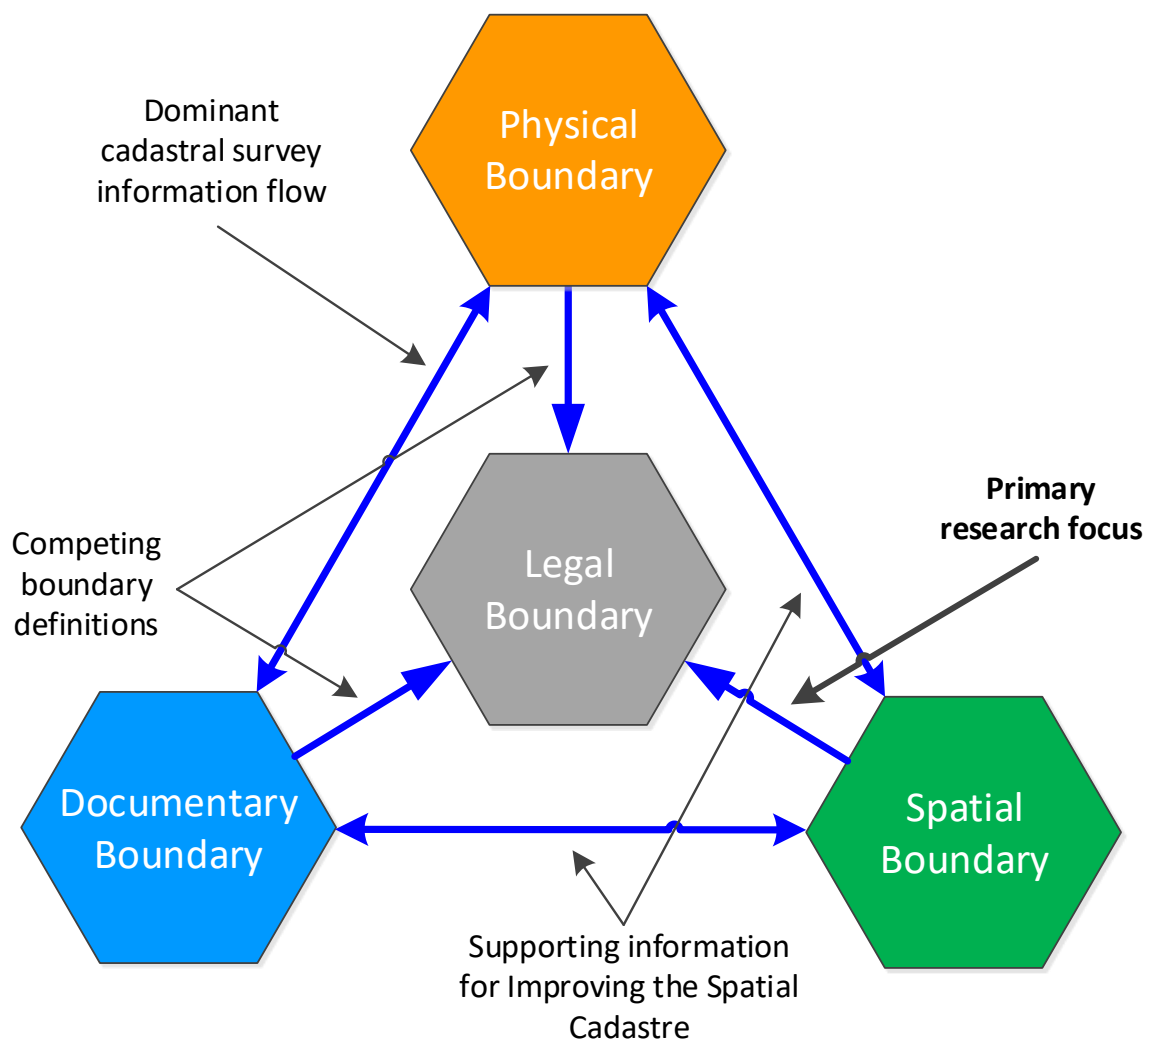 Physical
Boundary
Dominant
cadastral survey
information flow
Legal
Boundary
Primary
research focus
Competing
boundary
definitions
Documentary
Boundary
Spatial
Boundary
Supporting information
for Improving the Spatial
Cadastre